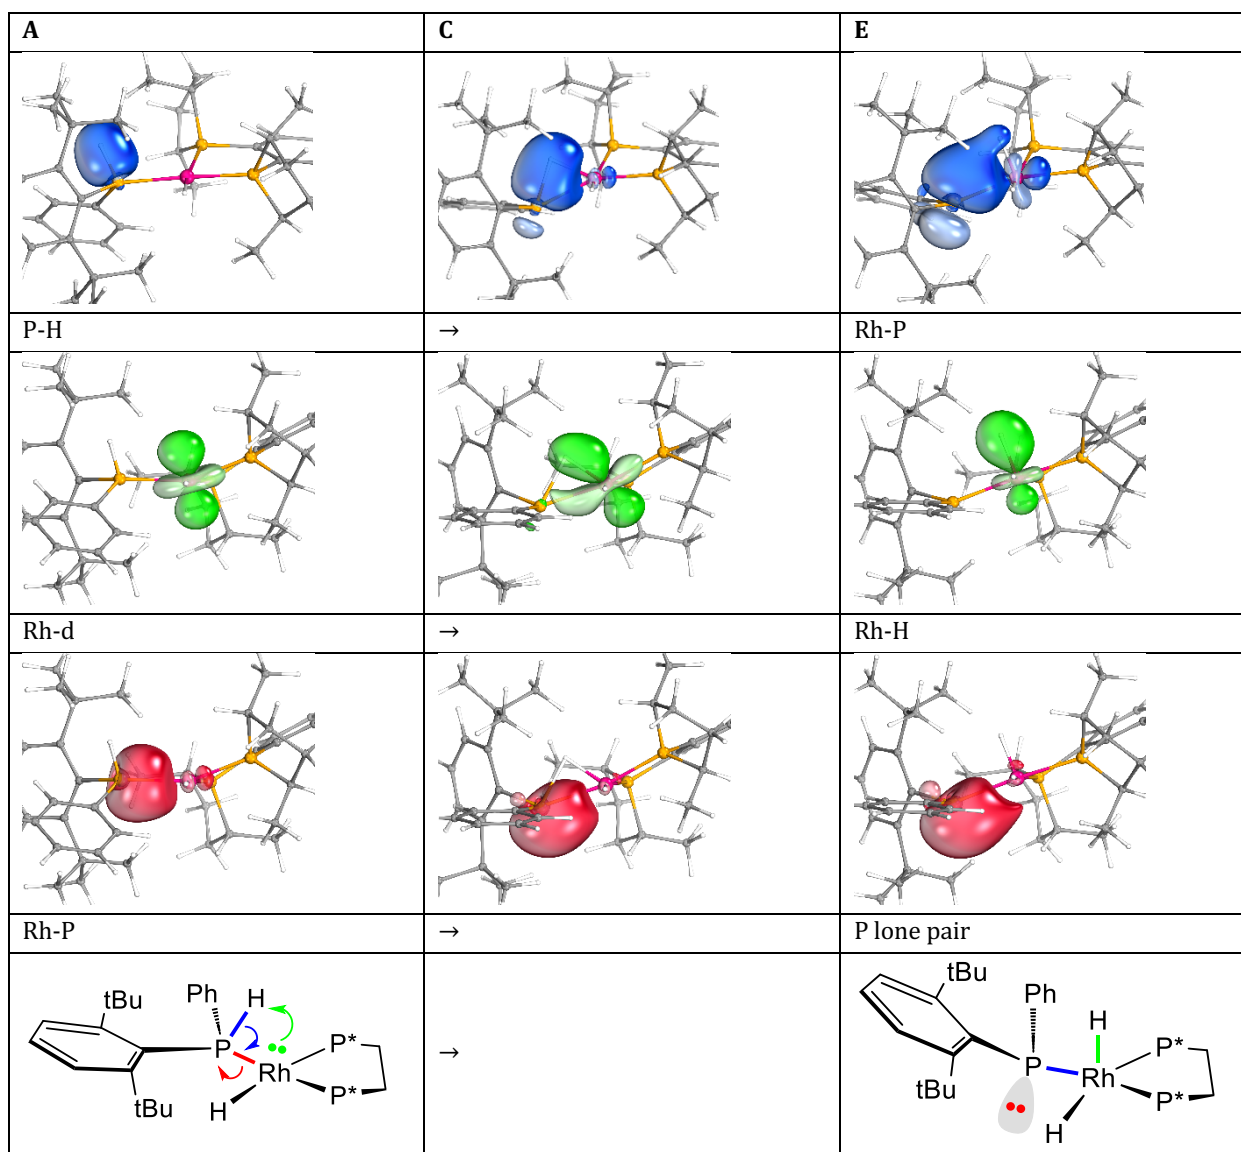 A C E
P-H → Rh-P
Rh-d → Rh-H
Rh-P → P lone pair
tBu Ph H
P P*
Rh
H P*
tBu
→
tBu Ph
H
P P*
Rh
tBu P*
H